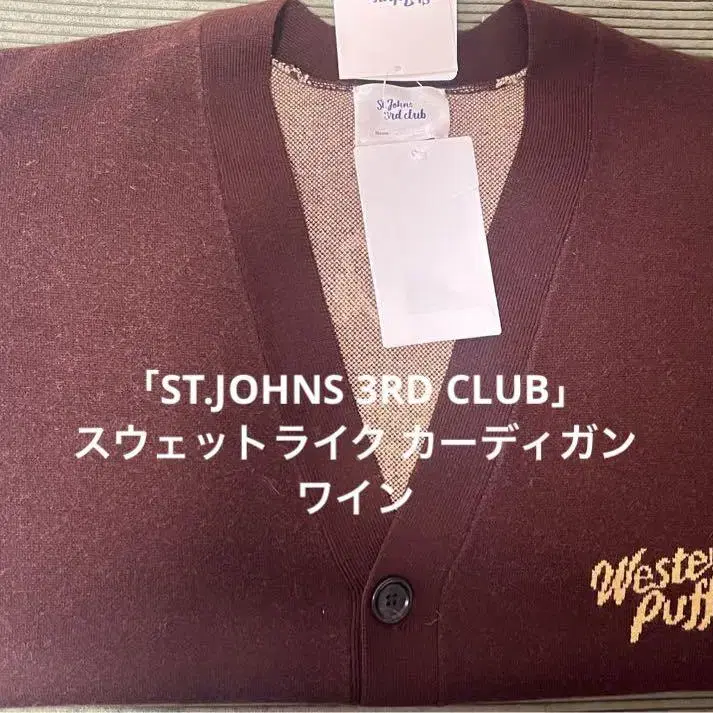 St.Johns
3rd club
「ST.JOHNS 3RD CLUB」
スウェットライク カーディガン
ワイン
Weste
Puff